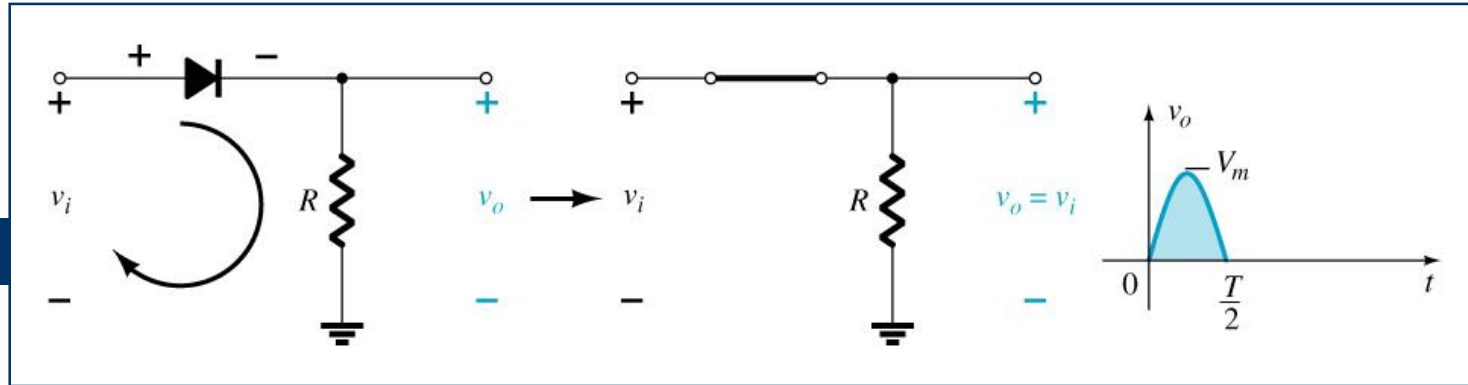 + −
+ + + +
v_o
V_m
v_i R v_o v_i R v_o = v_i
0 T/2 t
− − − −